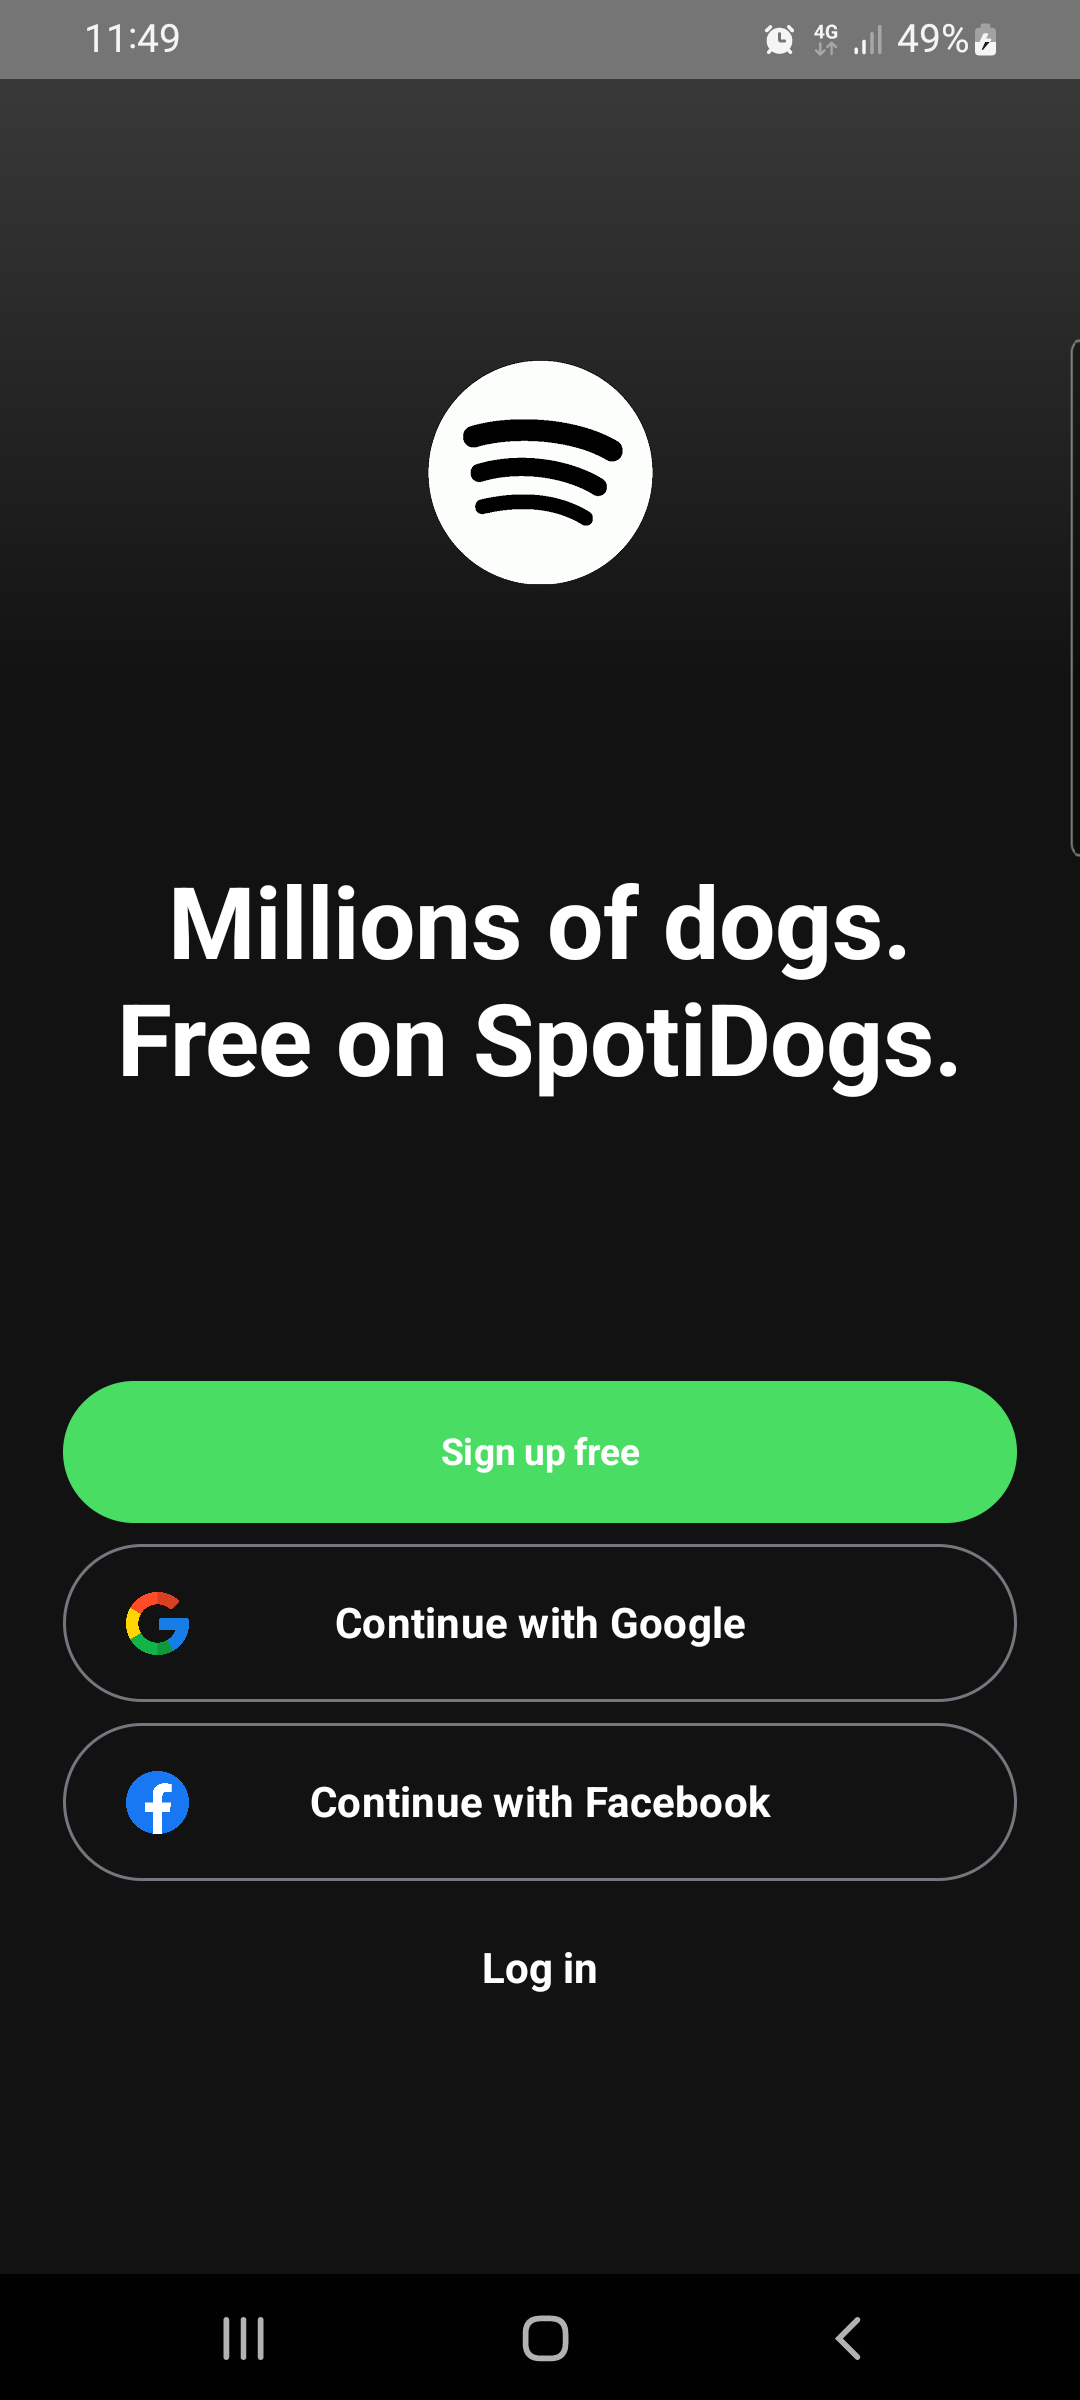 11:49
4G 49%
Millions of dogs.
Free on SpotiDogs.
Sign up free
Continue with Google
Continue with Facebook
Log in